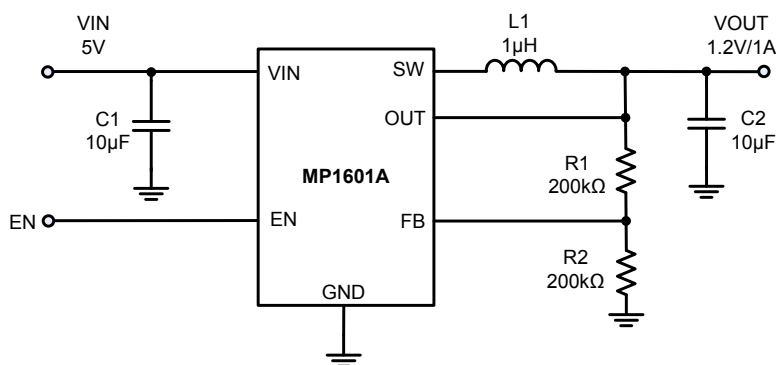 VIN
5V
C1
10µF
EN
VIN
EN
MP1601A
GND
SW
OUT
FB
L1
1µH
R1
200kΩ
R2
200kΩ
VOUT
1.2V/1A
C2
10µF